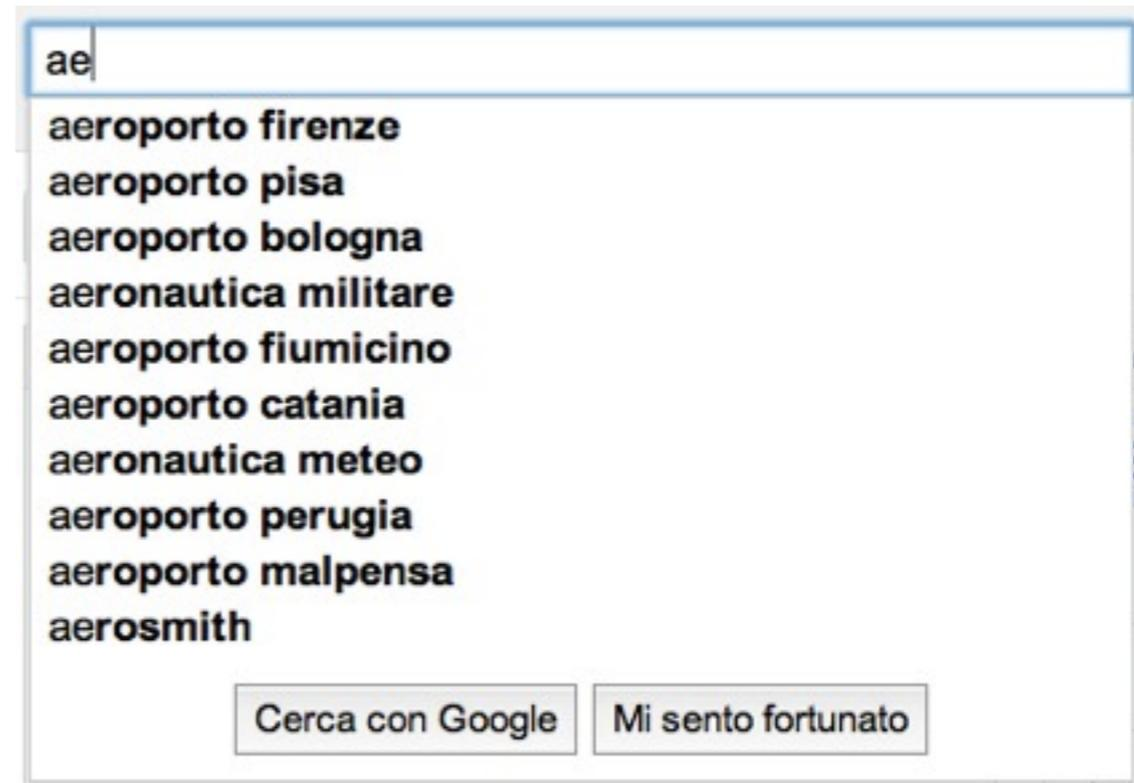 ae
aeroporto firenze
aeroporto pisa
aeroporto bologna
aeronautica militare
aeroporto fiumicino
aeroporto catania
aeronautica meteo
aeroporto perugia
aeroporto malpensa
aerosmith
Cerca con Google Mi sento fortunato